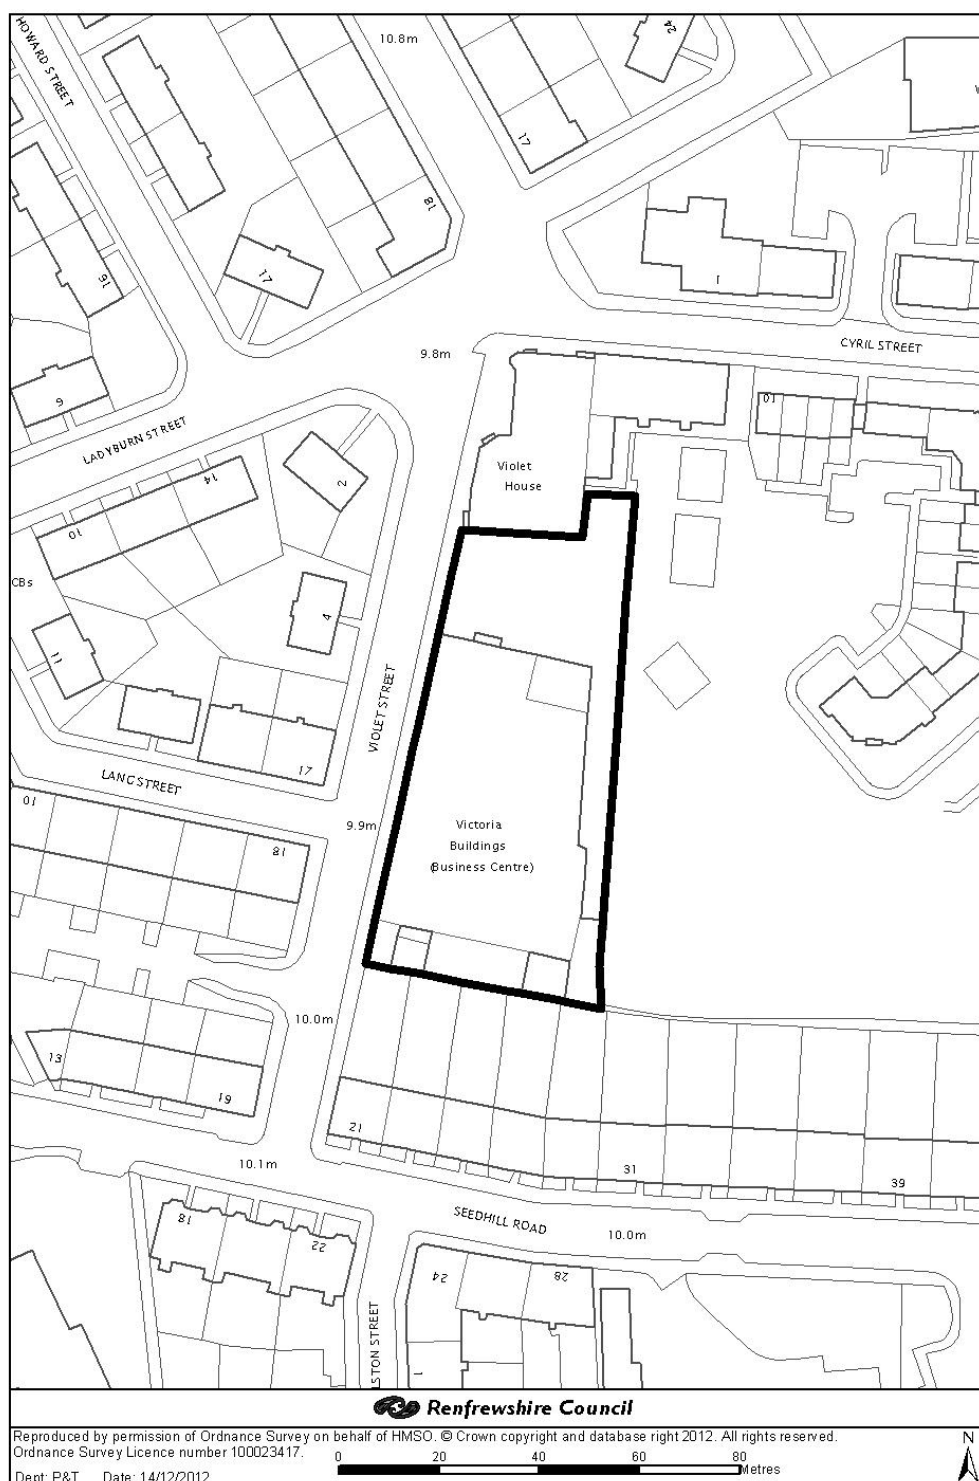 HOWARD STREET
10.8m
24
17
18
17
16
1
CYRIL STREET
9.8m
9
10
LADYBURN STREET
14
2
Violet
House
10
CBs
4
11
VIOLET STREET
17
LANG STREET
10
9.9m
Victoria
Buildings
(Business Centre)
18
10.0m
13
19
21
31
39
10.1m
SEEDHILL ROAD
10.0m
18
22
24
28
LSTON STREET
1
Renfrewshire Council
Reproduced by permission of Ordnance Survey on behalf of HMSO. © Crown copyright and database right 2012. All rights reserved.
Ordnance Survey Licence number 100023417.
Dept: P&T Date: 14/12/2012
0 20 40 60 80
Metres
N